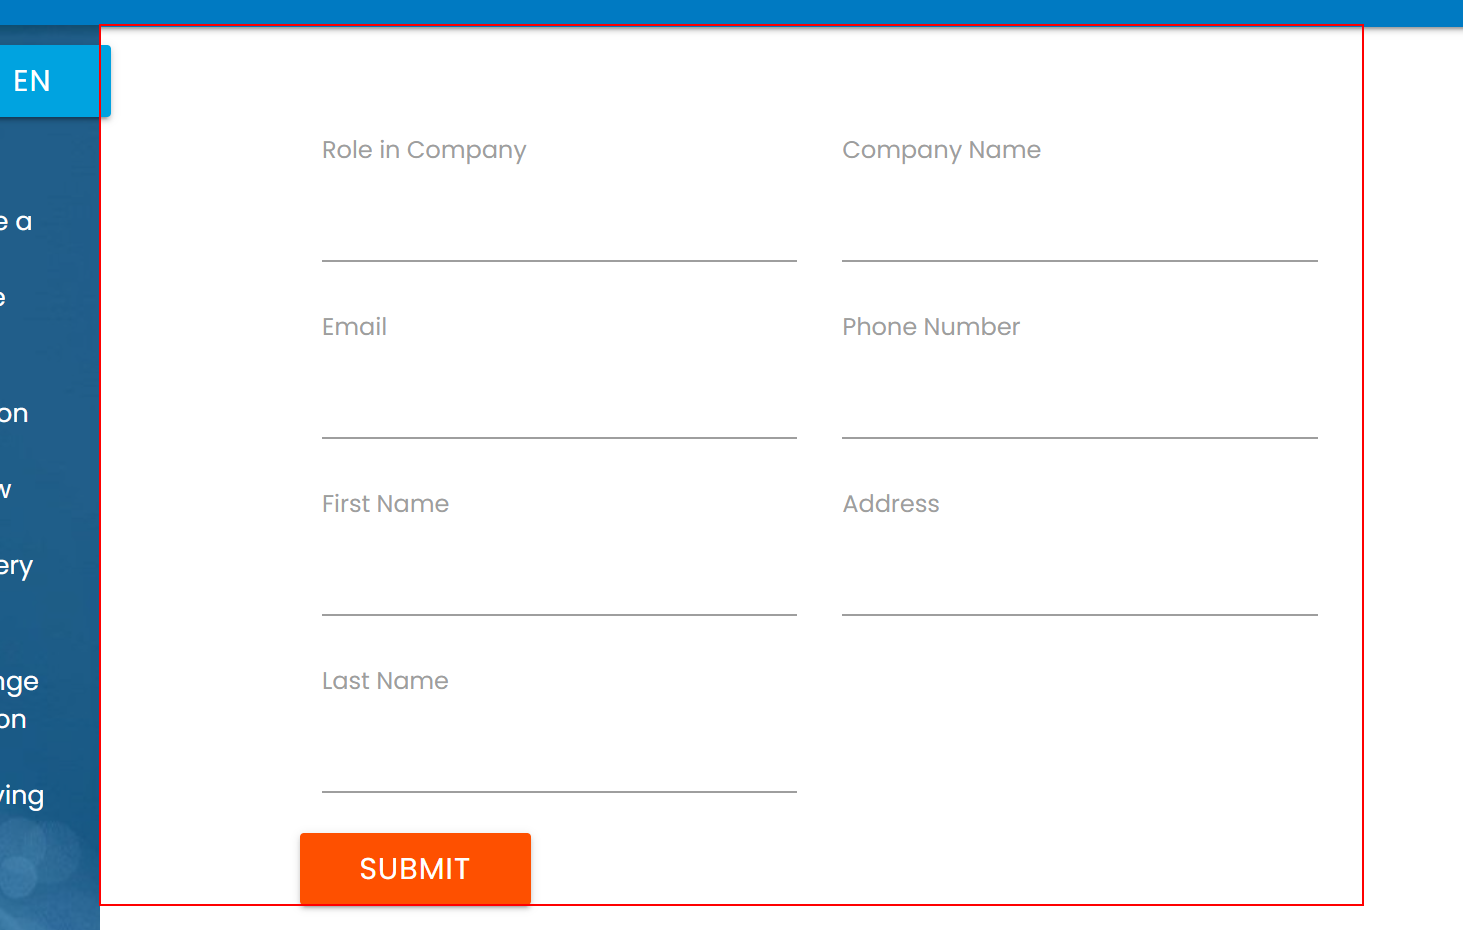 EN
e a
e
on
w
ery
nge
on
ving
Role in Company
Company Name
Email
Phone Number
First Name
Address
Last Name
SUBMIT